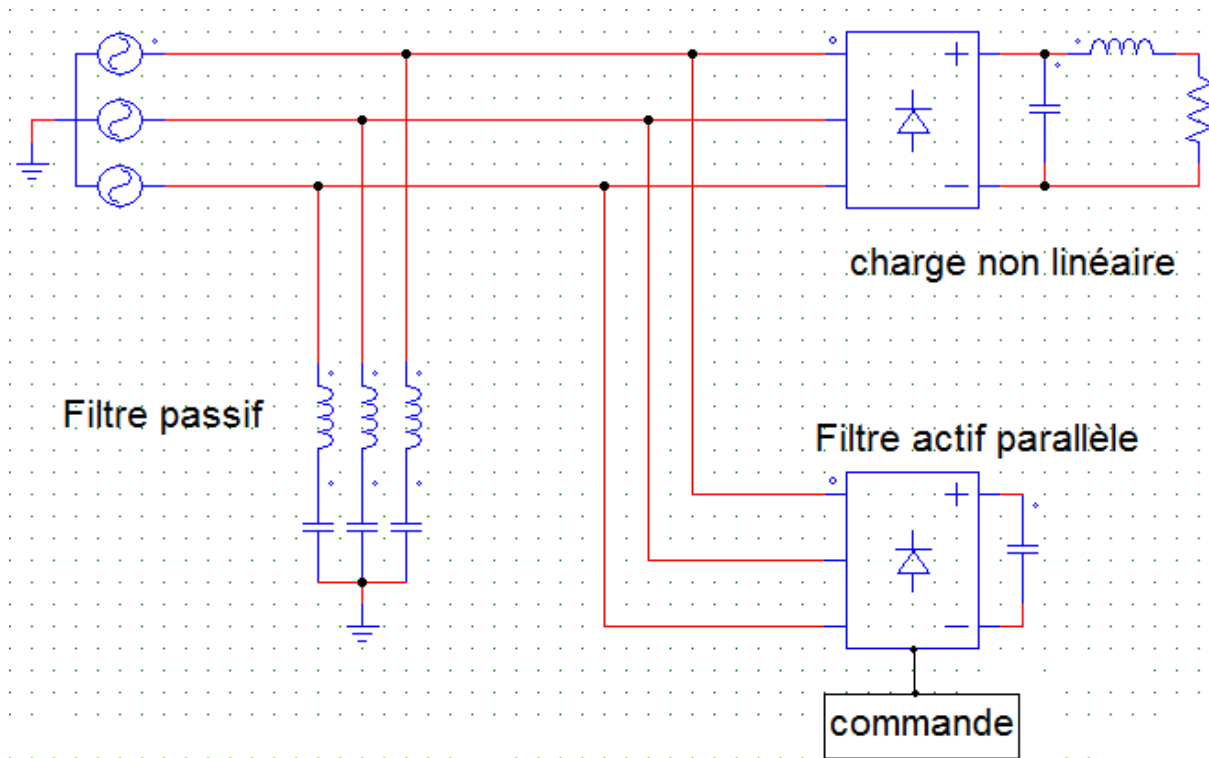 charge non linéaire
Filtre passif
Filtre actif parallèle
commande